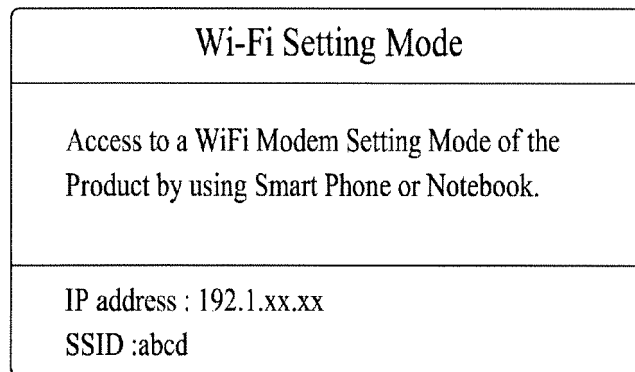 Wi-Fi Setting Mode
Access to a WiFi Modem Setting Mode of the
Product by using Smart Phone or Notebook.
IP address : 192.1.xx.xx
SSID :abcd